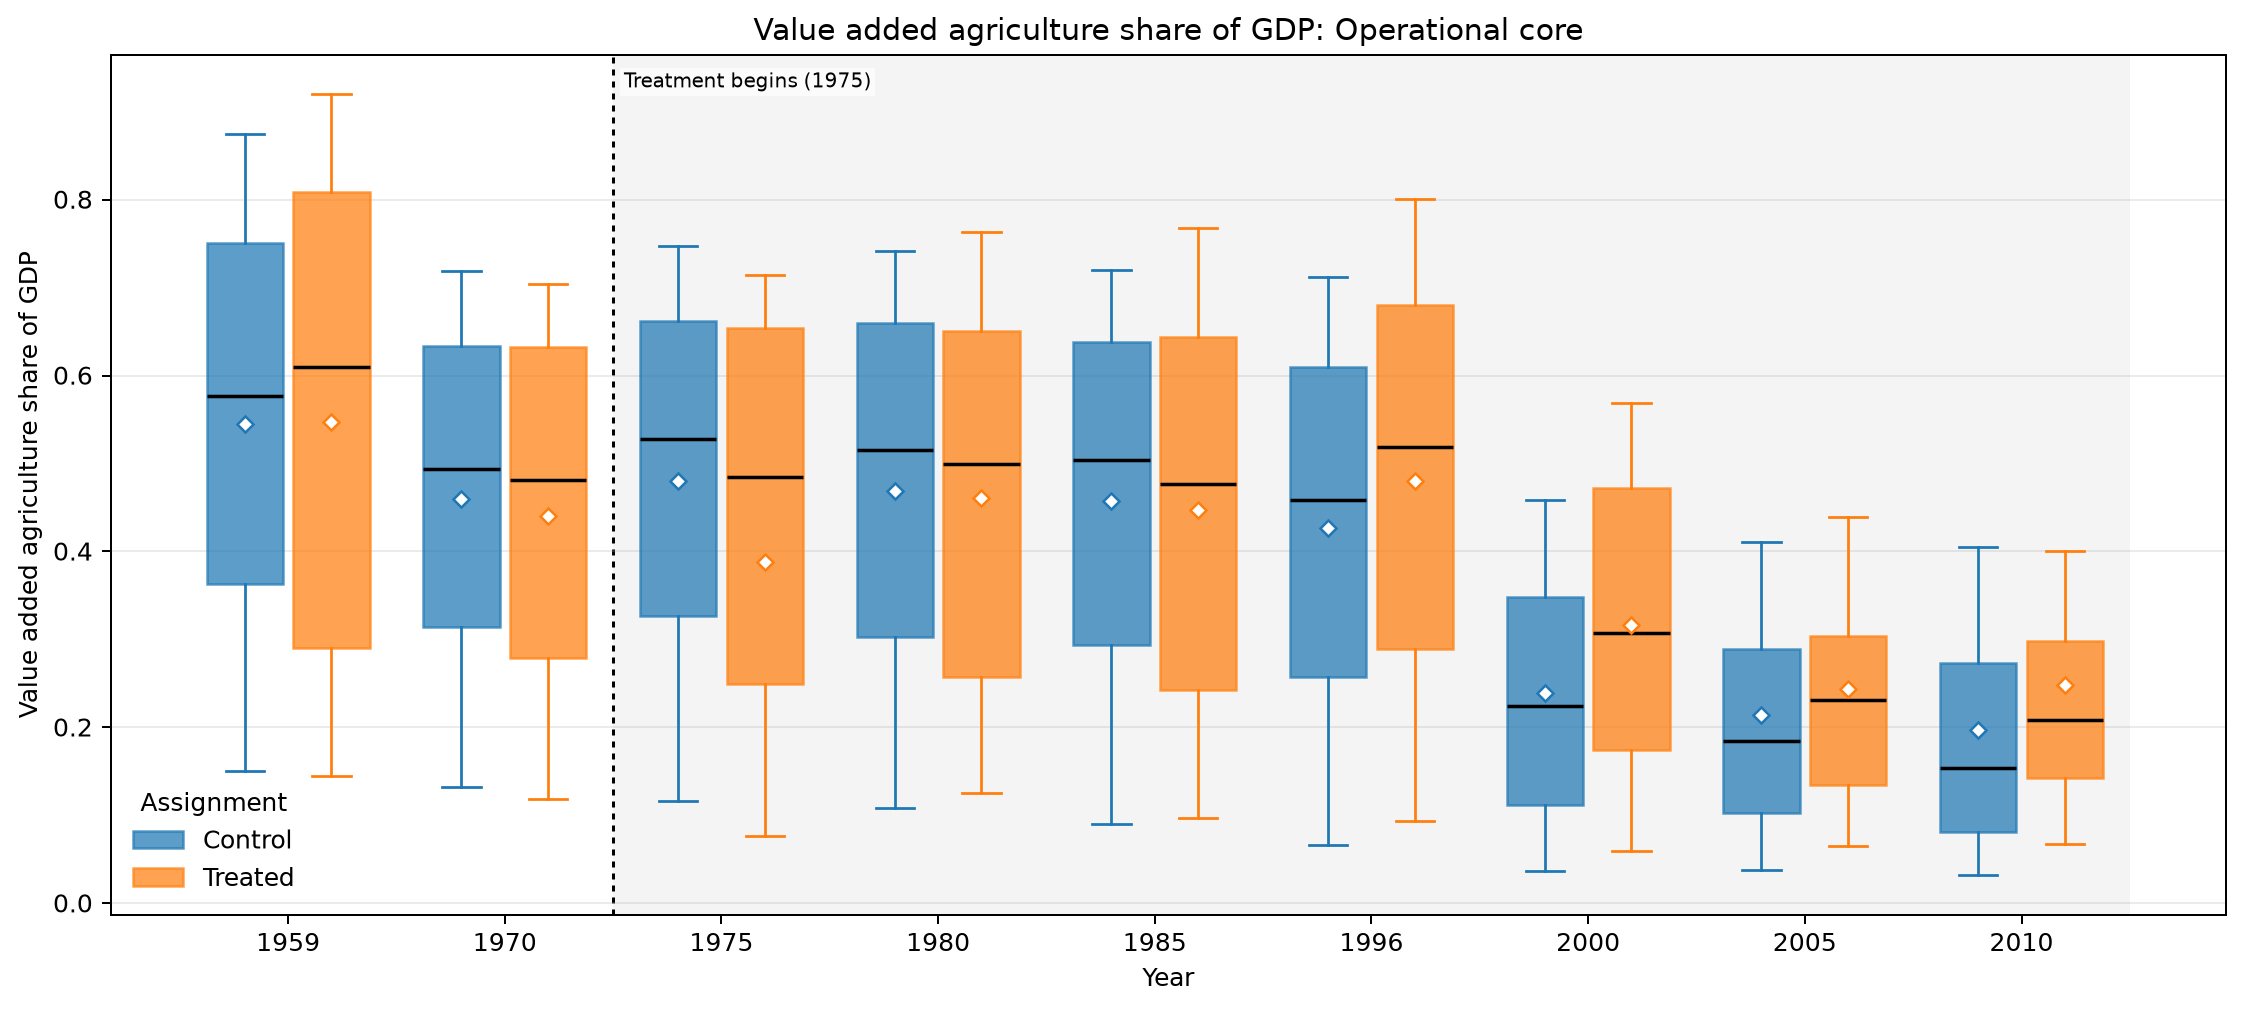 Value added agriculture share of GDP: Operational core
Treatment begins (1975)
Value added agriculture share of GDP
0.8
0.6
0.4
0.2
0.0
Assignment
Control
Treated
1959
1970
1975
1980
1985
1996
2000
2005
2010
Year